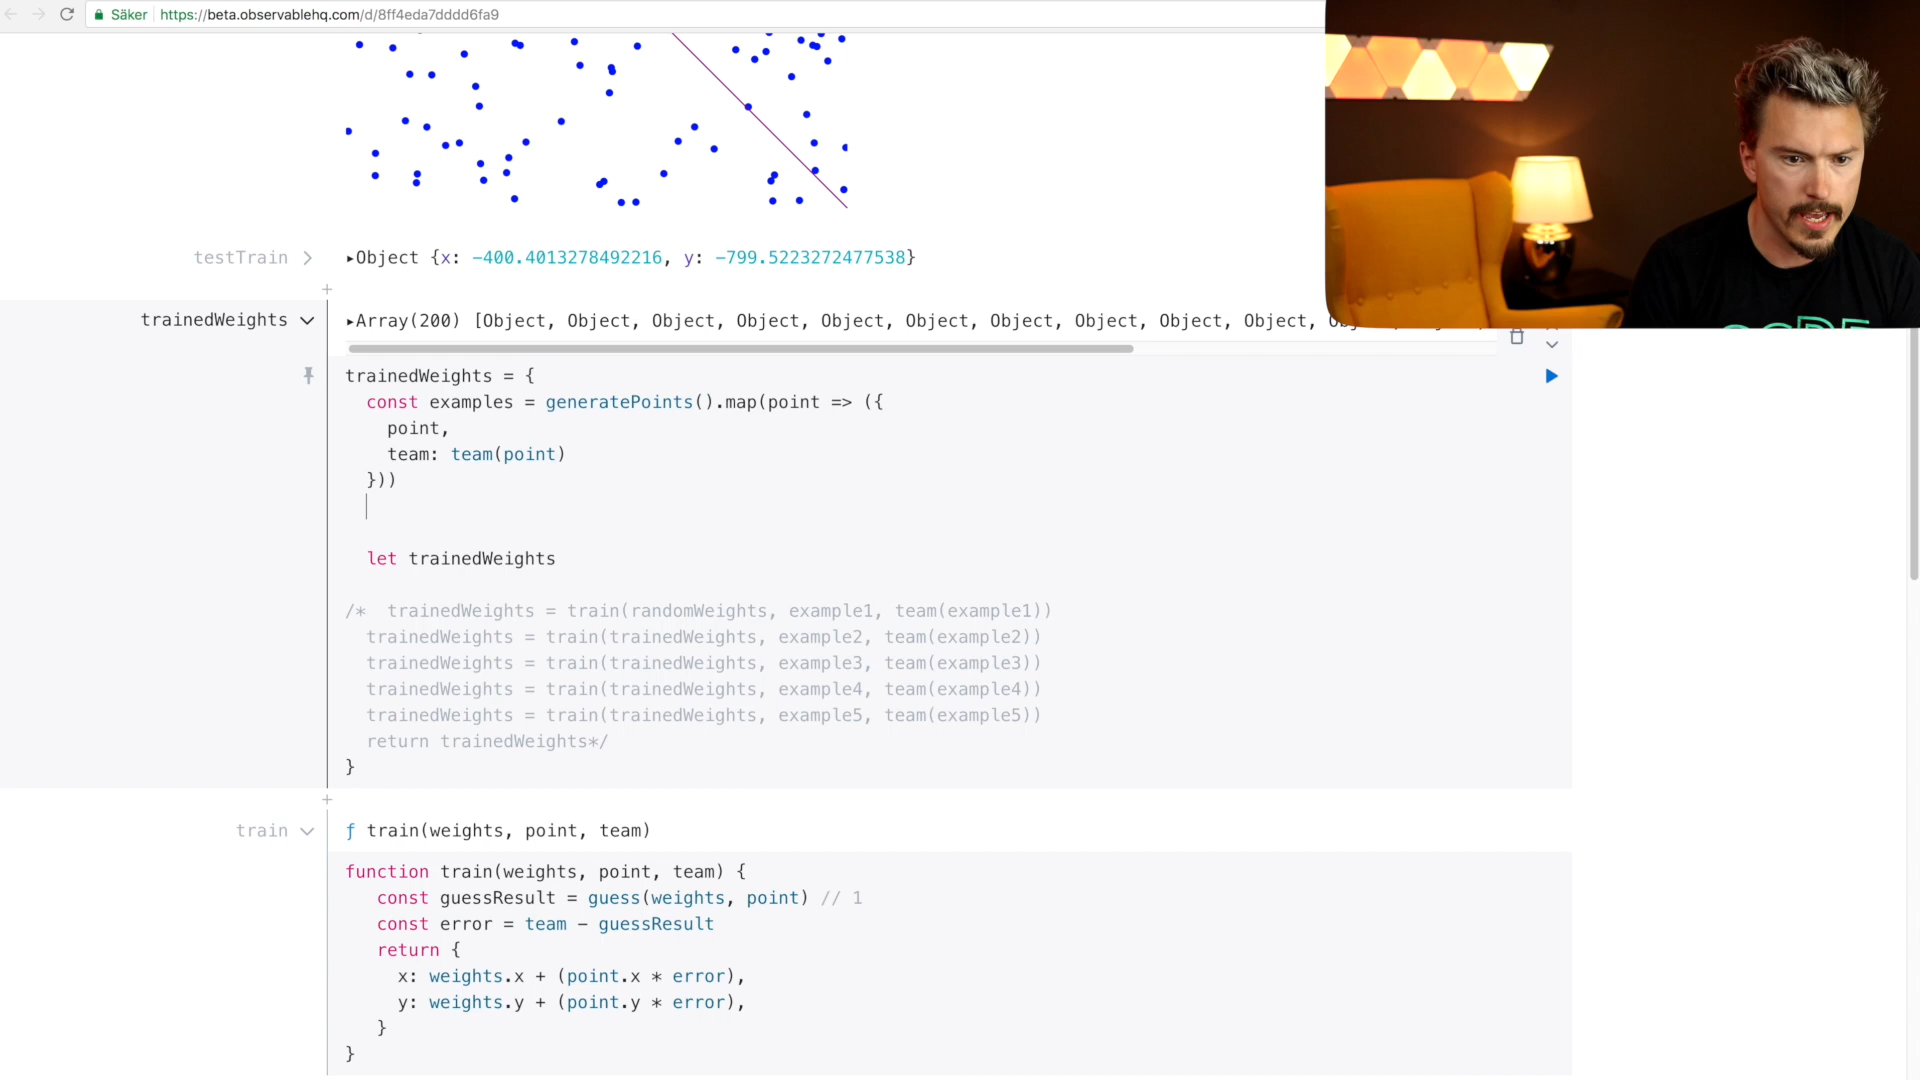 Säker https://beta.observablehq.com/d/8ff4eda7dddd6fa9
testTrain ▸Object {x: -400.4013278492216, y: -799.5223272477538}
+
trainedWeights ▸Array(200) [Object, Object, Object, Object, Object, Object, Object, Object, Object, Object,
trainedWeights = {
const examples = generatePoints().map(point => ({
point,
team: team(point)
}))
let trainedWeights
/* trainedWeights = train(randomWeights, example1, team(example1))
trainedWeights = train(trainedWeights, example2, team(example2))
trainedWeights = train(trainedWeights, example3, team(example3))
trainedWeights = train(trainedWeights, example4, team(example4))
trainedWeights = train(trainedWeights, example5, team(example5))
return trainedWeights*/
}
+
train ƒ train(weights, point, team)
function train(weights, point, team) {
const guessResult = guess(weights, point) // 1
const error = team - guessResult
return {
x: weights.x + (point.x * error),
y: weights.y + (point.y * error),
}
}